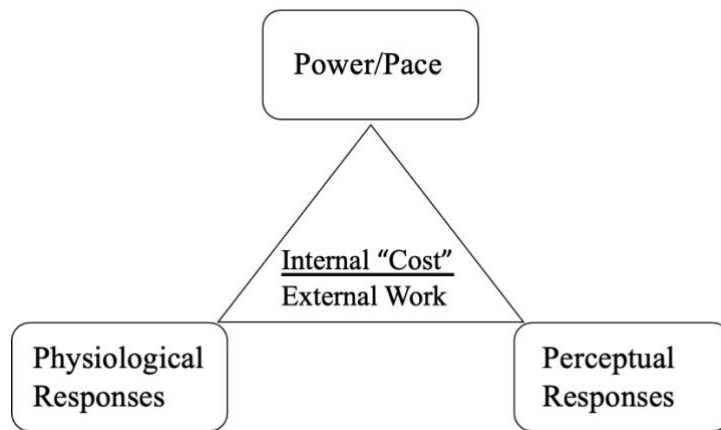 Power/Pace
Internal “Cost”
External Work
Physiological
Responses
Perceptual
Responses